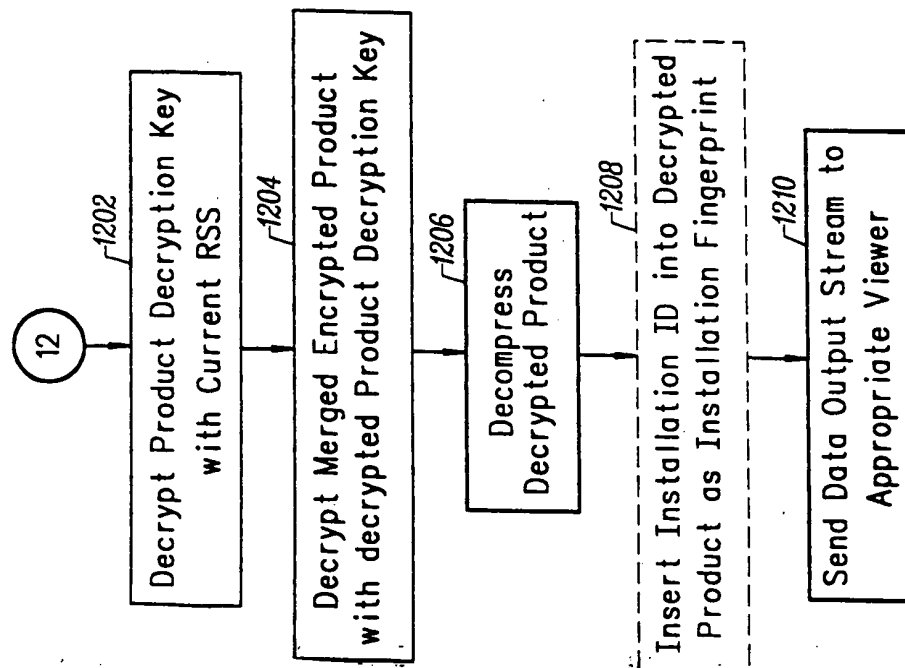 12
1202
Decrypt Product Decryption Key
with Current RSS
1204
Decrypt Merged Encrypted Product
with decrypted Product Decryption Key
1206
Decompress
Decrypted Product
1208
Insert Installation ID into Decrypted
Product as Installation Fingerprint
1210
Send Data Output Stream to
Appropriate Viewer